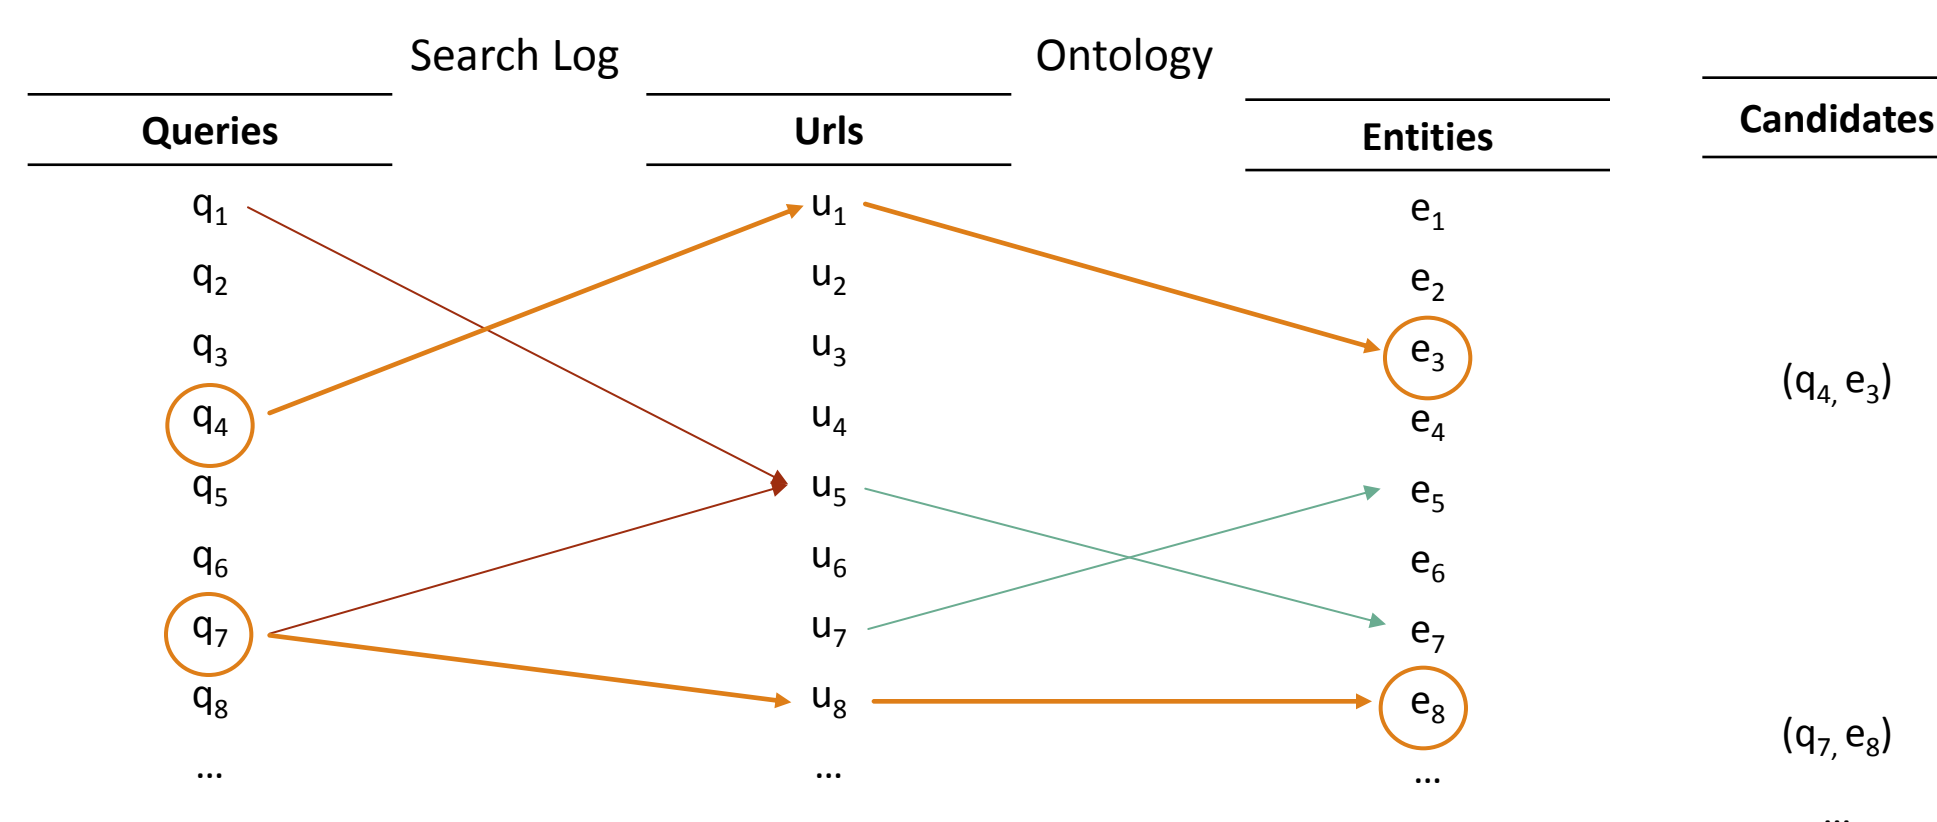 Search Log Ontology
Queries Urls Entities Candidates
q₁ u₁ e₁
q₂ u₂ e₂
q₃ u₃ e₃
(q₄, e₃)
q₄ u₄ e₄
q₅ u₅ e₅
q₆ u₆ e₆
q₇ u₇ e₇
q₈ u₈ e₈
(q₇, e₈)
... ... ...
...